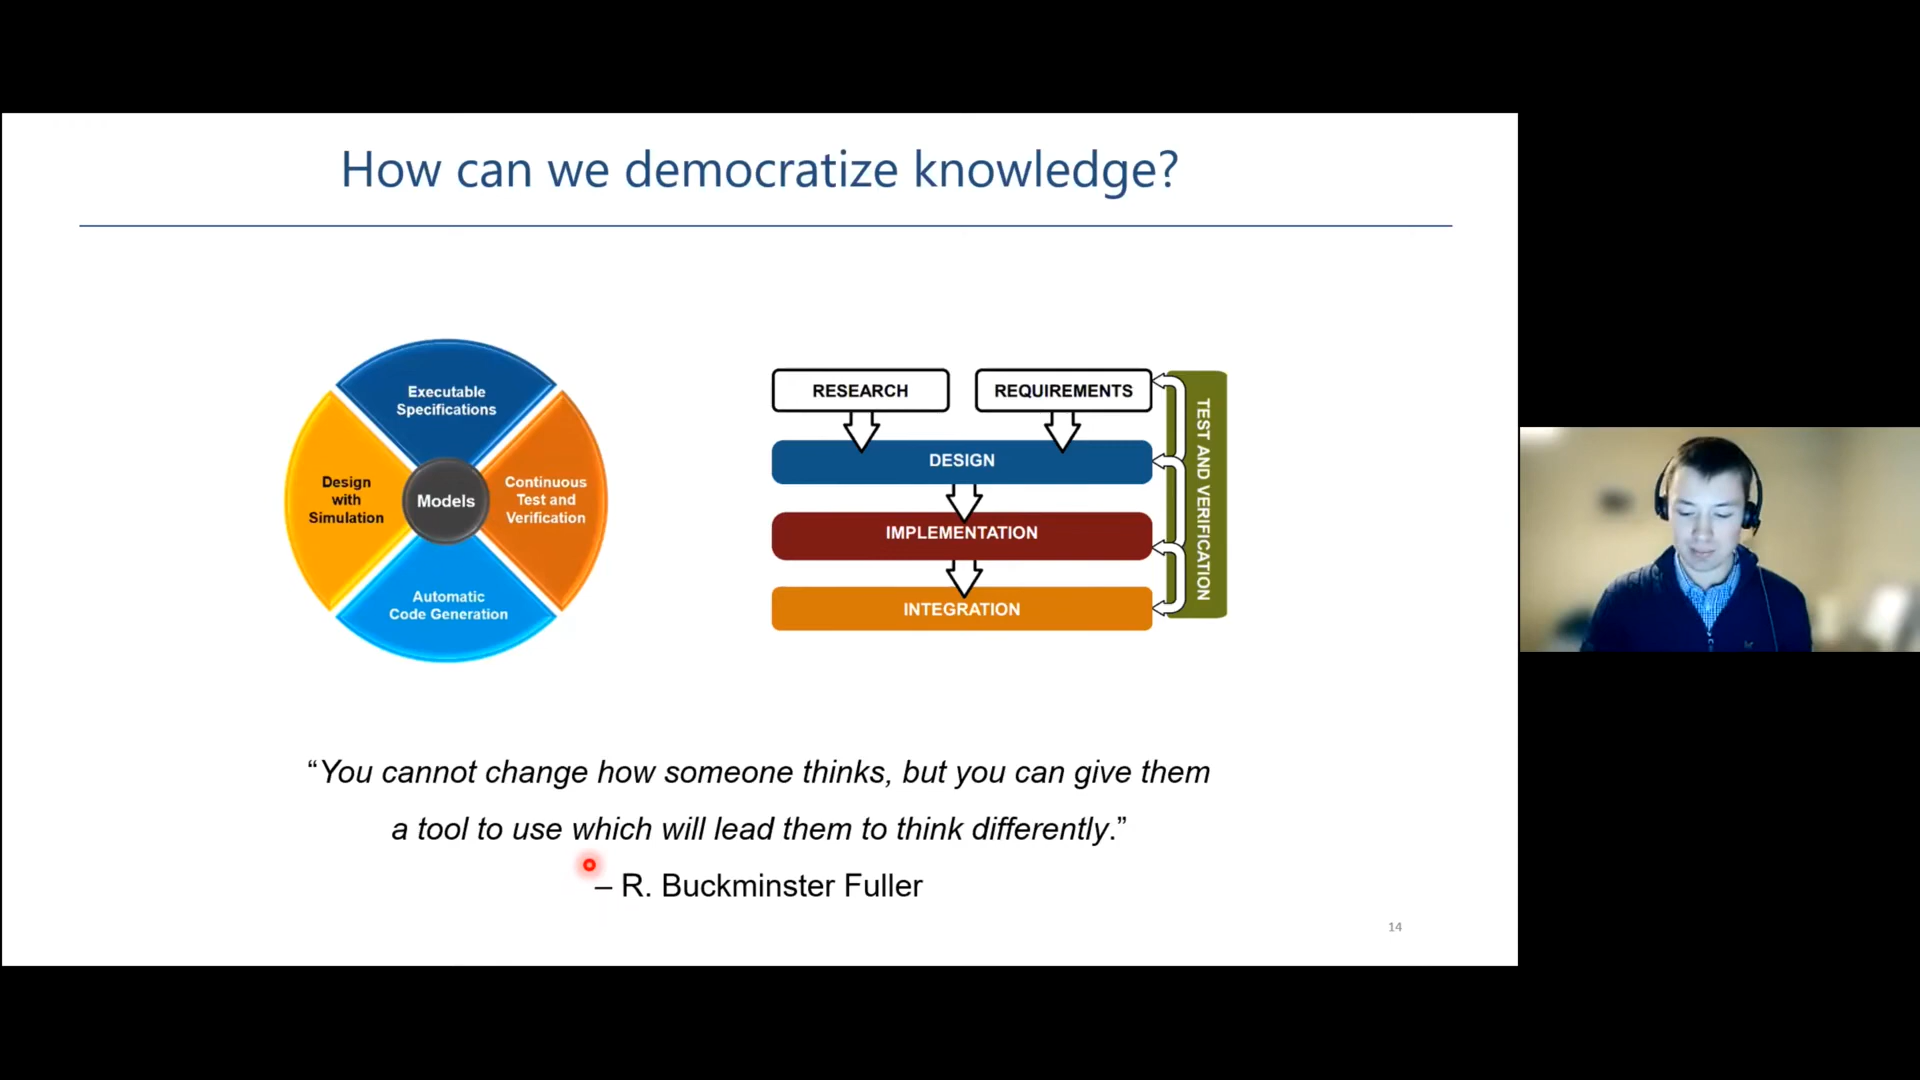 How can we democratize knowledge?
Executable
Specifications
Design
with
Simulation
Models
Continuous
Test and
Verification
Automatic
Code Generation
RESEARCH
REQUIREMENTS
DESIGN
IMPLEMENTATION
INTEGRATION
TEST AND VERIFICATION
“You cannot change how someone thinks, but you can give them
a tool to use which will lead them to think differently.”
– R. Buckminster Fuller
14